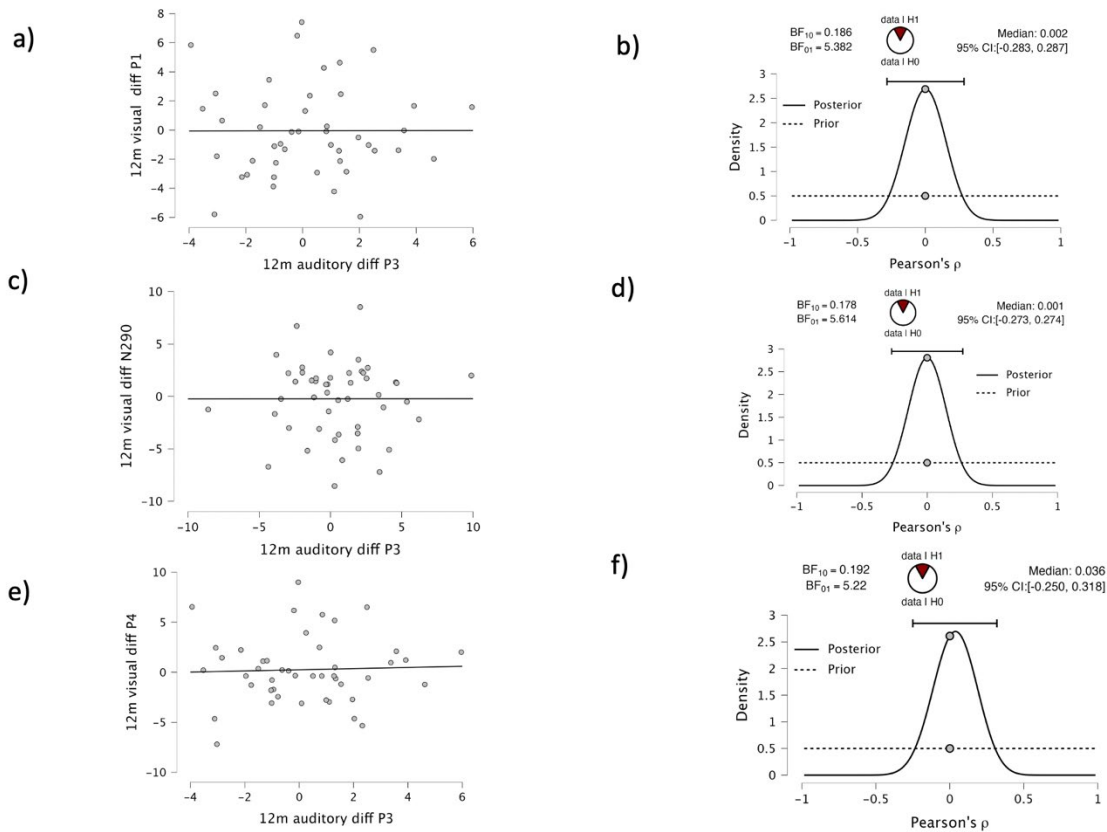 a)
8
6
4
2
0
−2
−4
−6
12m visual diff P1
−4 −2 0 2 4 6
12m auditory diff P3
b)
BF10 = 0.186
BF01 = 5.382
data | H1
data | H0
Median: 0.002
95% CI:[-0.283, 0.287]
3
2.5
2
1.5
1
0.5
0
Density
Posterior
Prior
−1 −0.5 0 0.5 1
Pearson's ρ
c)
10
5
0
−5
−10
12m visual diff N290
−10 −5 0 5 10
12m auditory diff P3
d)
BF10 = 0.178
BF01 = 5.614
data | H1
data | H0
Median: 0.001
95% CI:[-0.273, 0.274]
3
2.5
2
1.5
1
0.5
0
Density
Posterior
Prior
−1 −0.5 0 0.5 1
Pearson's ρ
e)
10
5
0
−5
−10
12m visual diff P4
−4 −2 0 2 4 6
12m auditory diff P3
f)
BF10 = 0.192
BF01 = 5.22
data | H1
data | H0
Median: 0.036
95% CI:[-0.250, 0.318]
3
2.5
2
1.5
1
0.5
0
Density
Posterior
Prior
−1 −0.5 0 0.5 1
Pearson's ρ